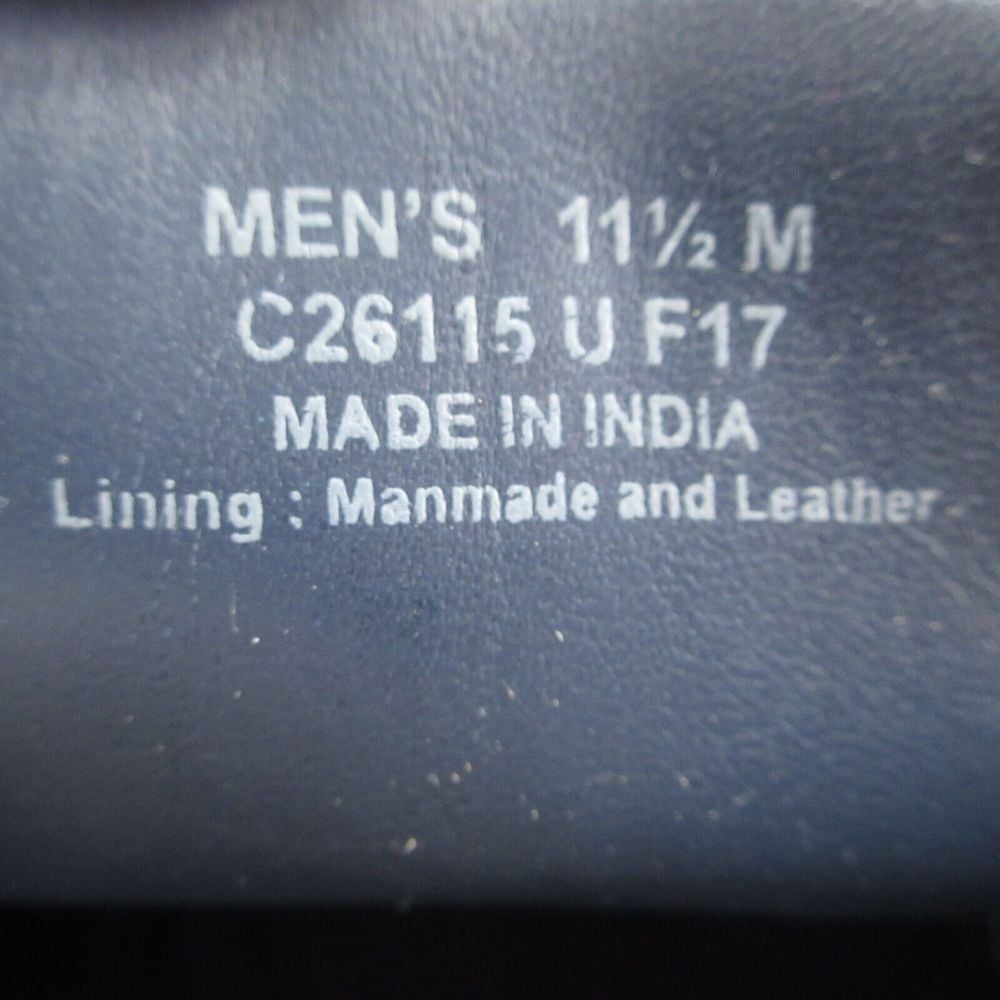 MEN'S 11½ M
C26115 U F17
MADE IN INDIA
Lining : Manmade and Leather